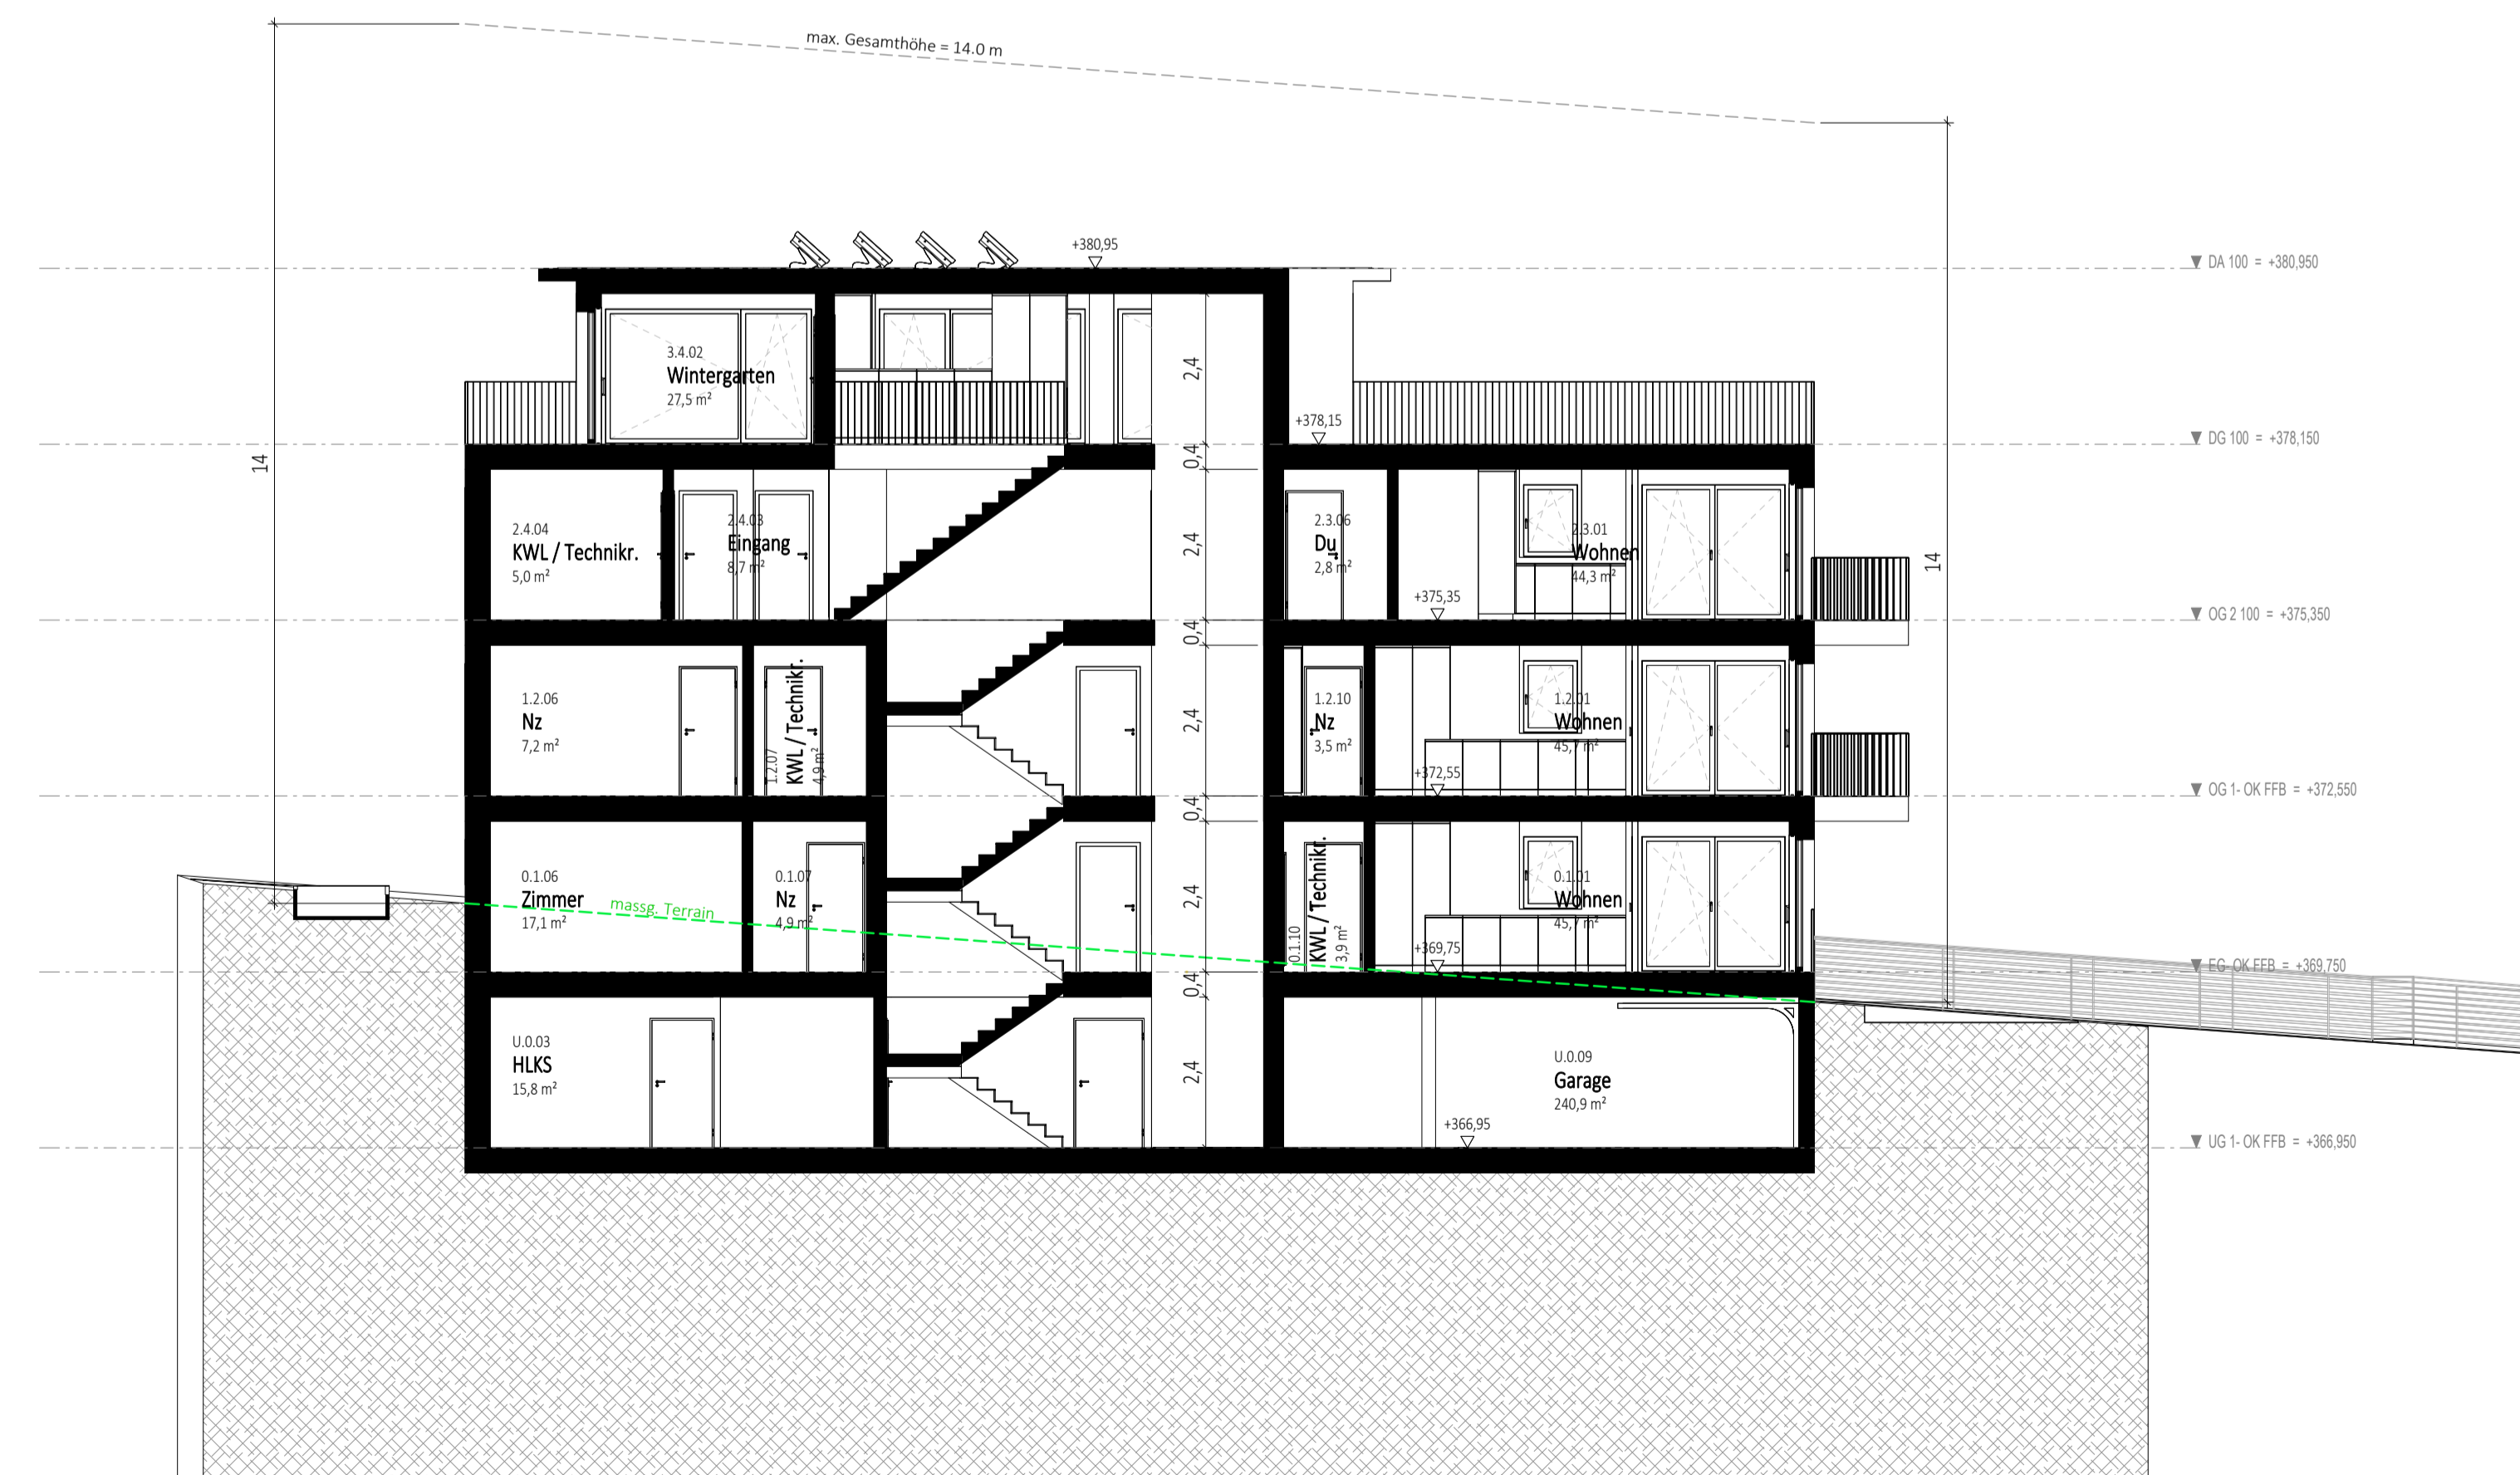 max. Gesamthöhe = 14.0 m
+380,95
DA 100 = +380,950
3.4.02
Wintergarten
27,5 m²
2,4
+378,15
DG 100 = +378,150
14
0,4
2.4.04
KWL / Technikr.
5,0 m²
2.4.03
Eingang
8,7 m²
2,4
2.3.06
Du
2,8 m²
2.3.01
Wohnen
44,3 m²
14
+375,35
OG 2 100 = +375,350
0,4
1.2.06
Nz
7,2 m²
1.2.07
KWL / Technikr.
4,9 m²
2,4
1.2.10
Nz
3,5 m²
1.2.01
Wohnen
45,7 m²
+372,55
OG 1- OK FFB = +372,550
0,4
0.1.06
Zimmer
17,1 m²
massg. Terrain
0.1.07
Nz
4,9 m²
2,4
0.1.10
KWL / Technikr.
3,9 m²
0.1.01
Wohnen
45,7 m²
+369,75
EG- OK FFB = +369,750
0,4
U.0.03
HLKS
15,8 m²
2,4
U.0.09
Garage
240,9 m²
+366,95
UG 1- OK FFB = +366,950